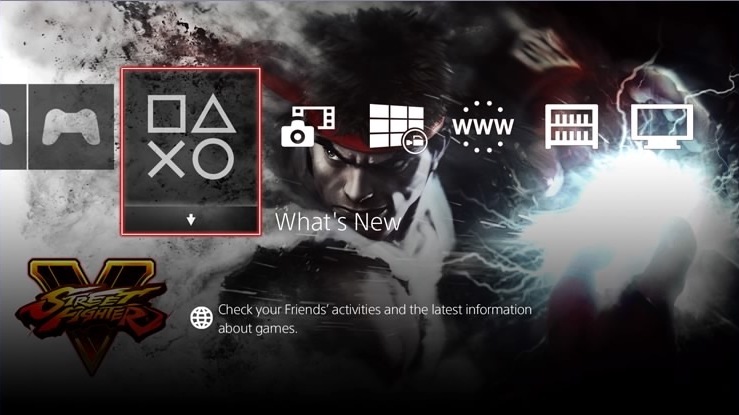 WWW
What's New
STREET
FIGHTER
V
Check your Friends' activities and the latest information
about games.